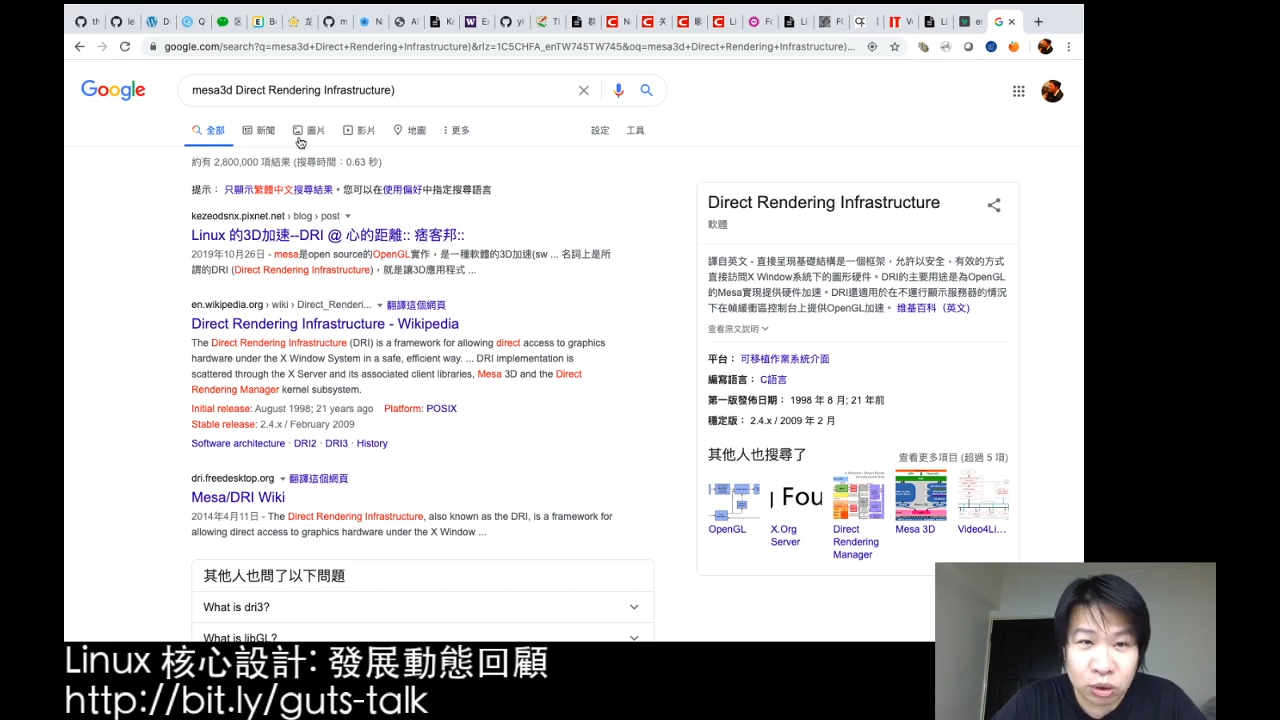 google.com/search?q=mesa3d+Direct+Rendering+Infrastructure)&rlz=1C5CHFA_enTW745TW745&oq=mesa3d+Direct+Rendering+Infrastructure)...
Google
mesa3d Direct Rendering Infrastructure)
全部 新聞 圖片 影片 地圖 更多 設定 工具
約有 2,800,000 項結果 (搜尋時間：0.63 秒)
提示： 只顯示繁體中文搜尋結果。您可以在使用偏好中指定搜尋語言
kezeodsnx.pixnet.net › blog › post
Linux 的3D加速--DRI @ 心的距離:: 痞客邦::
2019年10月26日 - mesa是open source的OpenGL實作，是一種軟體的3D加速(sw ... 名詞上是所
謂的DRI (Direct Rendering Infrastructure)，就是讓3D應用程式 ...
en.wikipedia.org › wiki › Direct_Renderi... 翻譯這個網頁
Direct Rendering Infrastructure - Wikipedia
The Direct Rendering Infrastructure (DRI) is a framework for allowing direct access to graphics
hardware under the X Window System in a safe, efficient way. ... DRI implementation is
scattered through the X Server and its associated client libraries, Mesa 3D and the Direct
Rendering Manager kernel subsystem.
Initial release: August 1998; 21 years ago Platform: POSIX
Stable release: 2.4.x / February 2009
Software architecture · DRI2 · DRI3 · History
dri.freedesktop.org 翻譯這個網頁
Mesa/DRI Wiki
2014年4月11日 - The Direct Rendering Infrastructure, also known as the DRI, is a framework for
allowing direct access to graphics hardware under the X Window ...
其他人也問了以下問題
What is dri3?
What is libGL?
Direct Rendering Infrastructure
軟體
譯自英文 - 直接呈現基礎結構是一個框架，允許以安全，有效的方式
直接訪問X Window系統下的圖形硬件。DRI的主要用途是為OpenGL
的Mesa實現提供硬件加速。DRI還適用於在不運行顯示服務器的情況
下在幀緩衝區控制台上提供OpenGL加速。 維基百科（英文)
查看原文說明
平台： 可移植作業系統介面
編寫語言： C語言
第一版發佈日期： 1998 年 8 月; 21 年前
穩定版： 2.4.x / 2009 年 2 月
其他人也搜尋了 查看更多項目 (超過 5 項)
Fou
OpenGL X.Org Server Direct Rendering Manager Mesa 3D Video4Li...
Linux 核心設計: 發展動態回顧
http://bit.ly/guts-talk